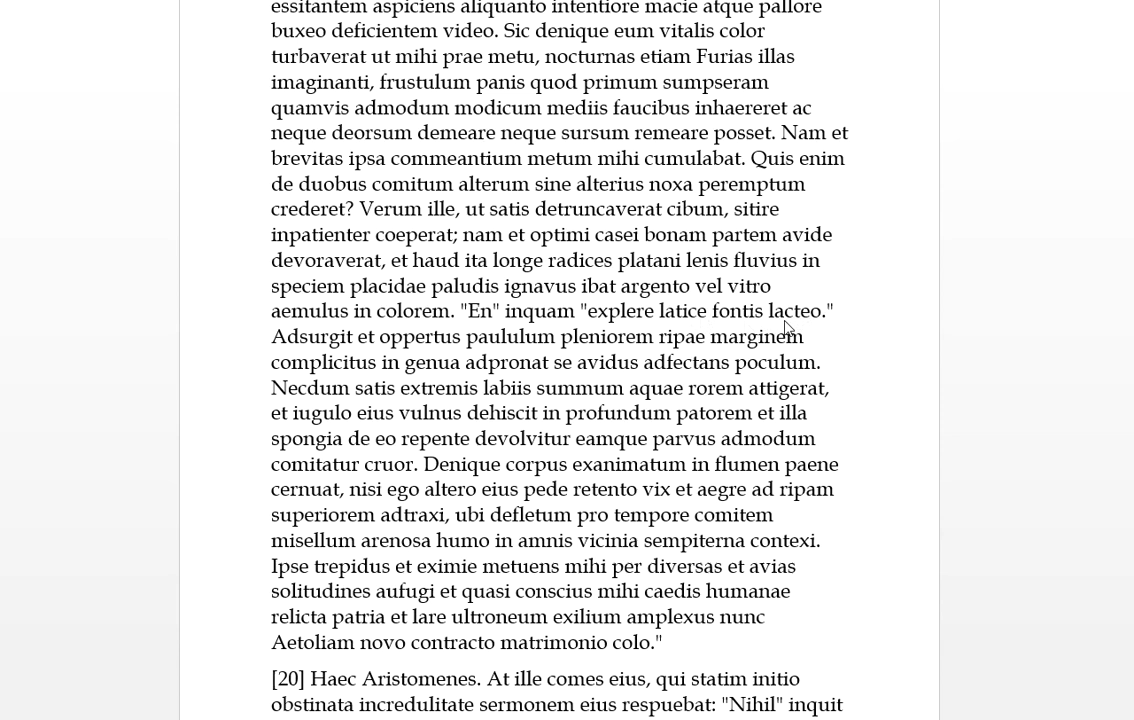 essitantem aspiciens aliquanto intentiore macie atque pallore
buxeo deficientem video. Sic denique eum vitalis color
turbaverat ut mihi prae metu, nocturnas etiam Furias illas
imaginanti, frustulum panis quod primum sumpseram
quamvis admodum modicum mediis faucibus inhaereret ac
neque deorsum demeare neque sursum remeare posset. Nam et
brevitas ipsa commeantium metum mihi cumulabat. Quis enim
de duobus comitum alterum sine alterius noxa peremptum
crederet? Verum ille, ut satis detruncaverat cibum, sitire
inpatienter coeperat; nam et optimi casei bonam partem avide
devoraverat, et haud ita longe radices platani lenis fluvius in
speciem placidae paludis ignavus ibat argento vel vitro
aemulus in colorem. "En" inquam "explere latice fontis lacteo."
Adsurgit et oppertus paululum pleniorem ripae marginem
complicitus in genua adpronat se avidus adfectans poculum.
Necdum satis extremis labiis summum aquae rorem attigerat,
et iugulo eius vulnus dehiscit in profundum patorem et illa
spongia de eo repente devolvitur eamque parvus admodum
comitatur cruor. Denique corpus exanimatum in flumen paene
cernuat, nisi ego altero eius pede retento vix et aegre ad ripam
superiorem adtraxi, ubi defletum pro tempore comitem
misellum arenosa humo in amnis vicinia sempiterna contexi.
Ipse trepidus et eximie metuens mihi per diversas et avias
solitudines aufugi et quasi conscius mihi caedis humanae
relicta patria et lare ultroneum exilium amplexus nunc
Aetoliam novo contracto matrimonio colo."
[20] Haec Aristomenes. At ille comes eius, qui statim initio
obstinata incredulitate sermonem eius respuebat: "Nihil" inquit